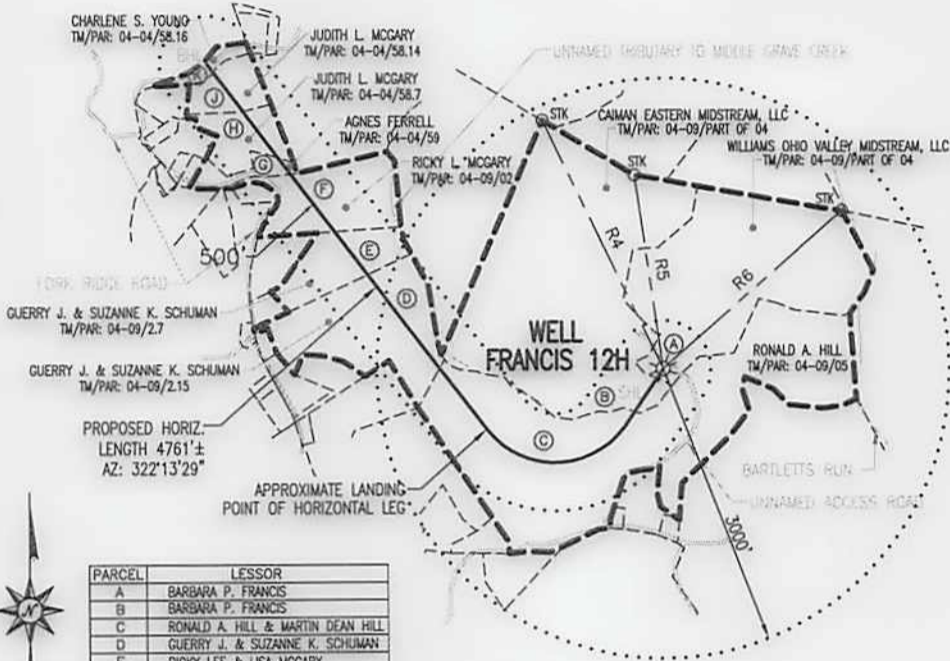 CHARLENE S. YOUNG
TM/PAR: 04-04/58.16
JUDITH L. MCGARY
TM/PAR: 04-04/58.14
JUDITH L. MCGARY
TM/PAR: 04-04/58.7
AGNES FERRELL
TM/PAR: 04-04/59
RICKY L. MCGARY
TM/PAR: 04-09/02
UNNAMED TRIBUTARY TO MIDDLE GRAVE CREEK
STK
CAIMAN EASTERN MIDSTREAM, LLC
TM/PAR: 04-09/PART OF 04
WILLIAMS OHIO VALLEY MIDSTREAM, LLC
TM/PAR: 04-09/PART OF 04
STK
STK
BHL
J
H
G
F
E
D
500'
R4
R5
R6
FORK RIDGE ROAD
GUERRY J. & SUZANNE K. SCHUMAN
TM/PAR: 04-09/2.7
GUERRY J. & SUZANNE K. SCHUMAN
TM/PAR: 04-09/2.15
WELL
FRANCIS 12H
A
B
SHL
C
RONALD A. HILL
TM/PAR: 04-09/05
PROPOSED HORIZ.
LENGTH 4761'±
AZ: 322°13'29"
APPROXIMATE LANDING
POINT OF HORIZONTAL LEG
BARTLETTS RUN
UNNAMED ACCESS ROAD
3000'
N
PARCEL LESSOR
A BARBARA P. FRANCIS
B BARBARA P. FRANCIS
C RONALD A. HILL & MARTIN DEAN HILL
D GUERRY J. & SUZANNE K. SCHUMAN
E RICKY LEE & LISA MCGARY